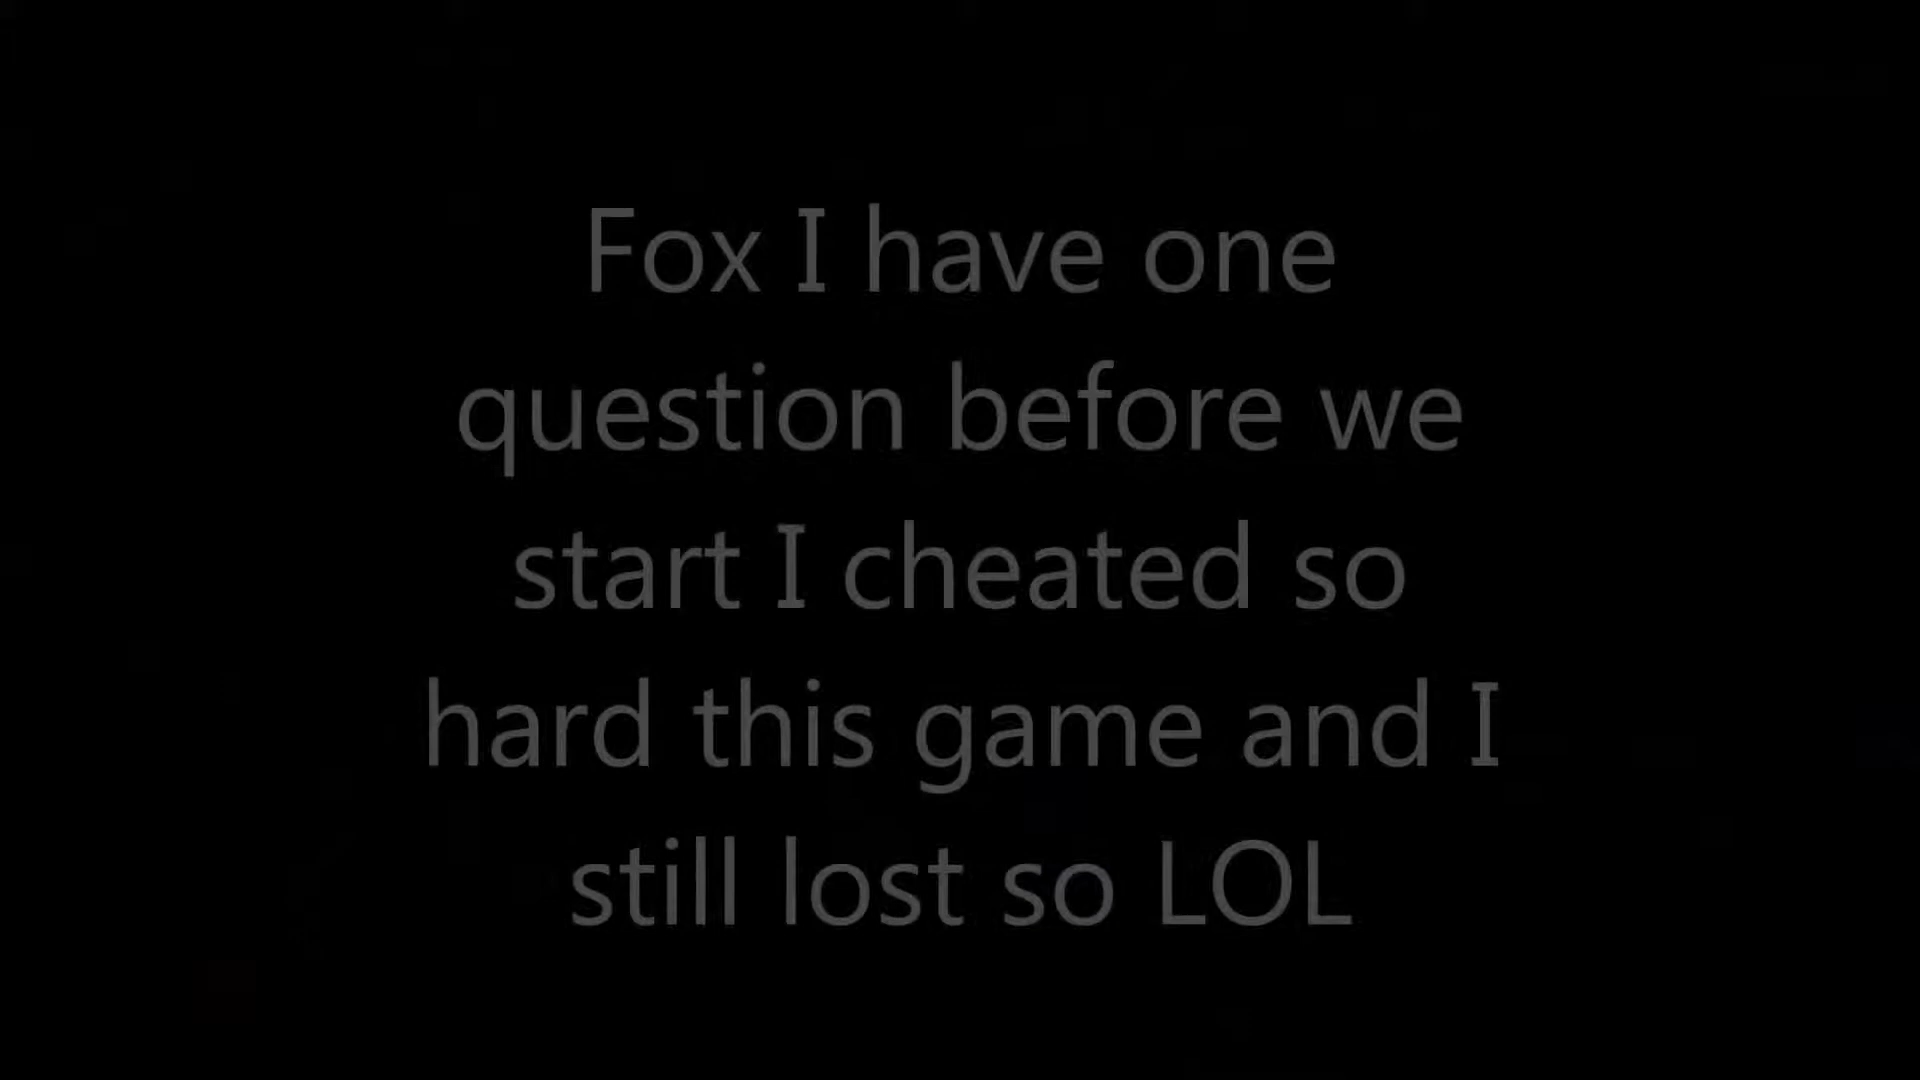 Fox I have one
question before we
start I cheated so
hard this game and I
still lost so LOL